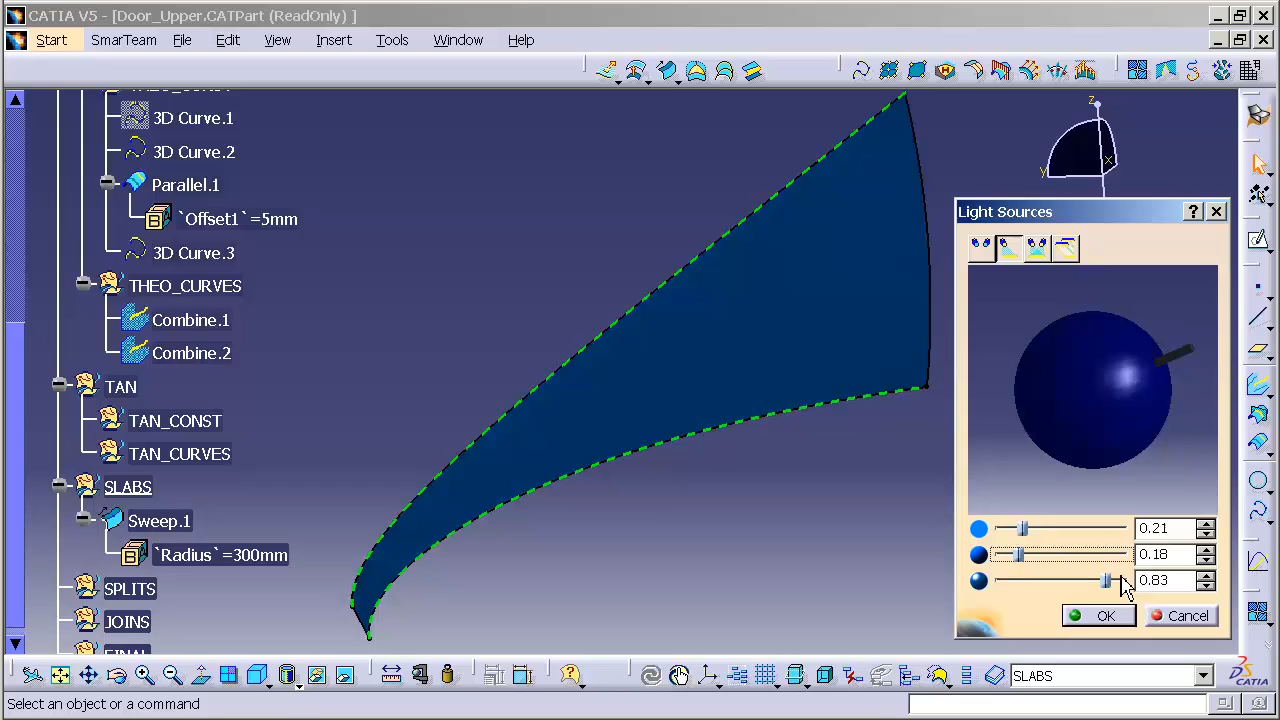 CATIA V5 - [Door_Upper.CATPart (ReadOnly) ]
Start SmarTeam File Edit View Insert Tools Window Help
3D Curve.1
3D Curve.2
Parallel.1
`Offset1`=5mm
3D Curve.3
THEO_CURVES
Combine.1
Combine.2
TAN
TAN_CONST
TAN_CURVES
SLABS
Sweep.1
`Radius`=300mm
SPLITS
JOINS
z
y
x
Light Sources
0.21
0.18
0.83
OK Cancel
SLABS
CATIA
Select an object or a command